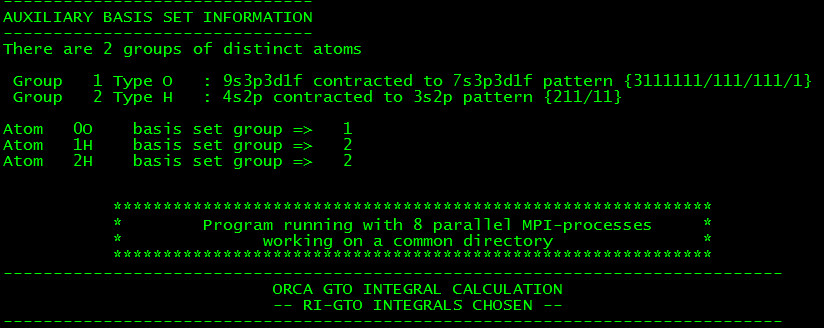 -------------------------------
AUXILIARY BASIS SET INFORMATION
-------------------------------
There are 2 groups of distinct atoms
Group 1 Type O : 9s3p3d1f contracted to 7s3p3d1f pattern {3111111/111/111/1}
Group 2 Type H : 4s2p contracted to 3s2p pattern {211/11}
Atom 0O basis set group => 1
Atom 1H basis set group => 2
Atom 2H basis set group => 2
************************************************************
* Program running with 8 parallel MPI-processes *
* working on a common directory *
************************************************************
------------------------------------------------------------------------------
ORCA GTO INTEGRAL CALCULATION
-- RI-GTO INTEGRALS CHOSEN --
------------------------------------------------------------------------------